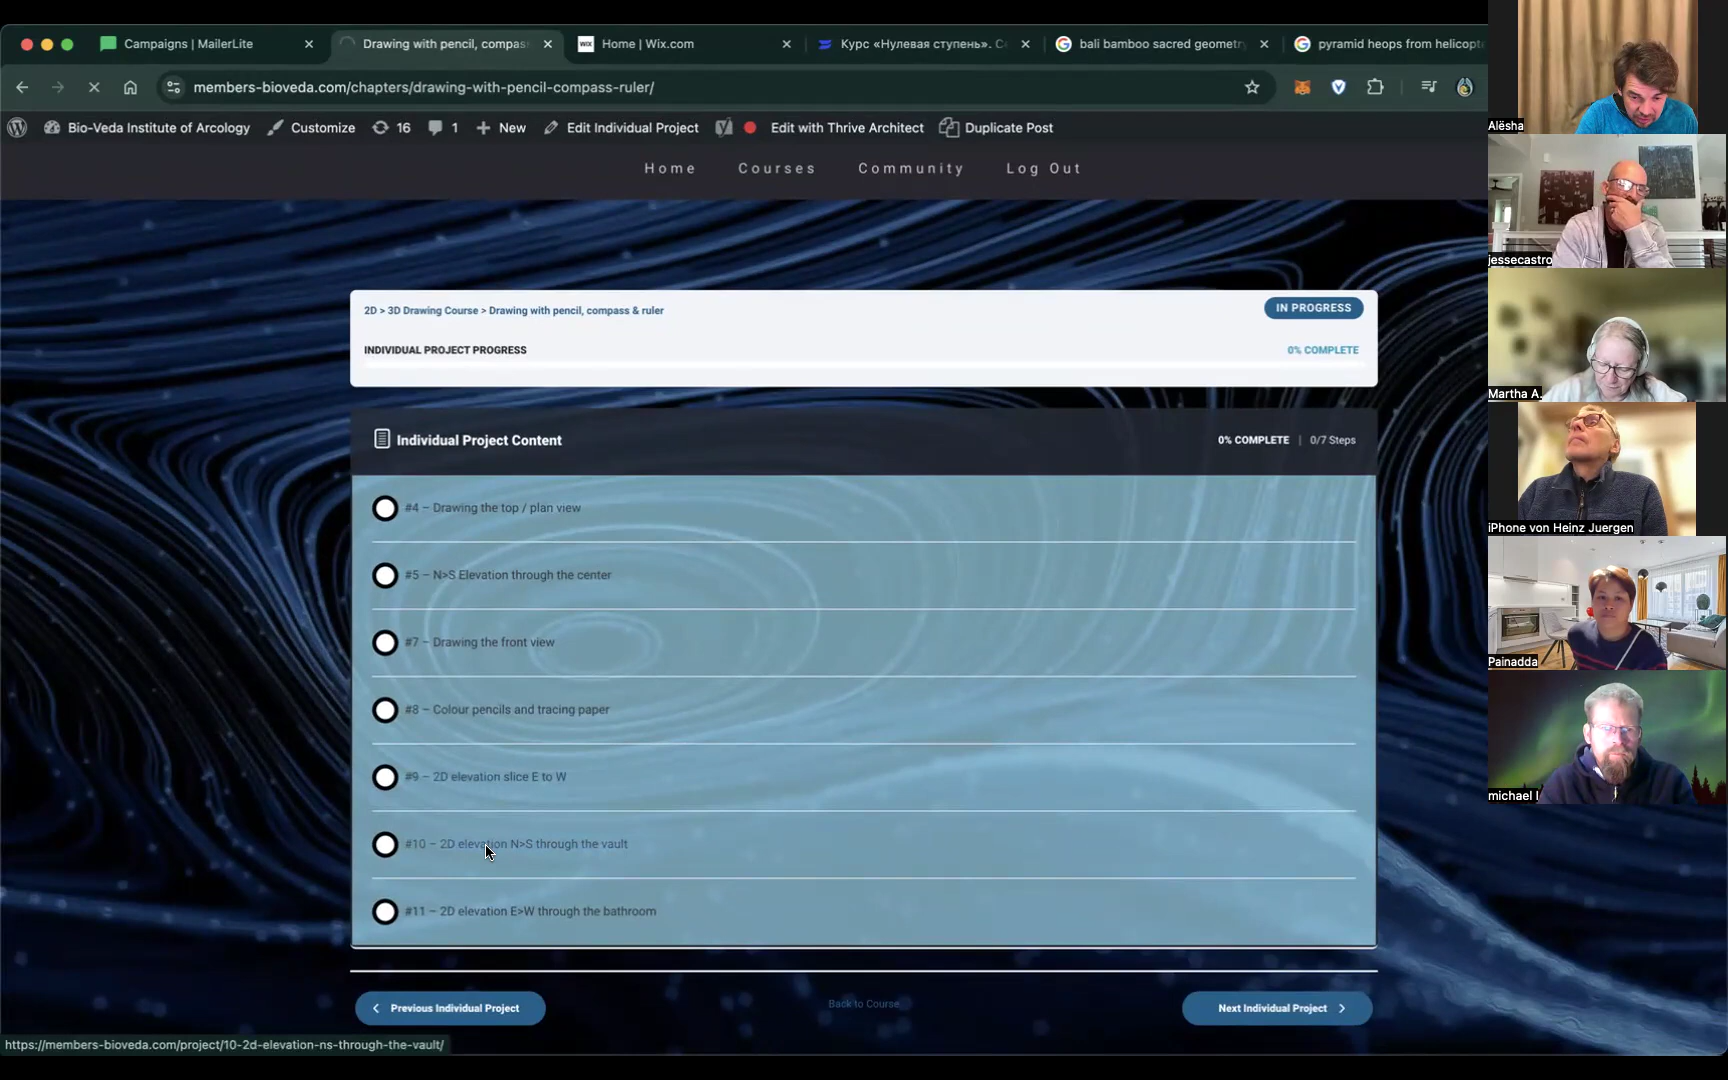 Campaigns | MailerLite
Drawing with pencil, compass
WIX Home | Wix.com
Курс «Нулевая ступень». С
bali bamboo sacred geometry
pyramid heops from helicopt
members-bioveda.com/chapters/drawing-with-pencil-compass-ruler/
Bio-Veda Institute of Arcology
Customize
16
1
New
Edit Individual Project
Edit with Thrive Architect
Duplicate Post
Home
Courses
Community
Log Out
2D > 3D Drawing Course > Drawing with pencil, compass & ruler
IN PROGRESS
INDIVIDUAL PROJECT PROGRESS
0% COMPLETE
Individual Project Content
0% COMPLETE | 0/7 Steps
#4 – Drawing the top / plan view
#5 – N>S Elevation through the center
#7 – Drawing the front view
#8 – Colour pencils and tracing paper
#9 – 2D elevation slice E to W
#10 – 2D elevation N>S through the vault
#11 – 2D elevation E>W through the bathroom
Previous Individual Project
Back to Course
Next Individual Project
https://members-bioveda.com/project/10-2d-elevation-ns-through-the-vault/
Alësha
jessecastro
Martha A.
iPhone von Heinz Juergen
Painadda
michael l